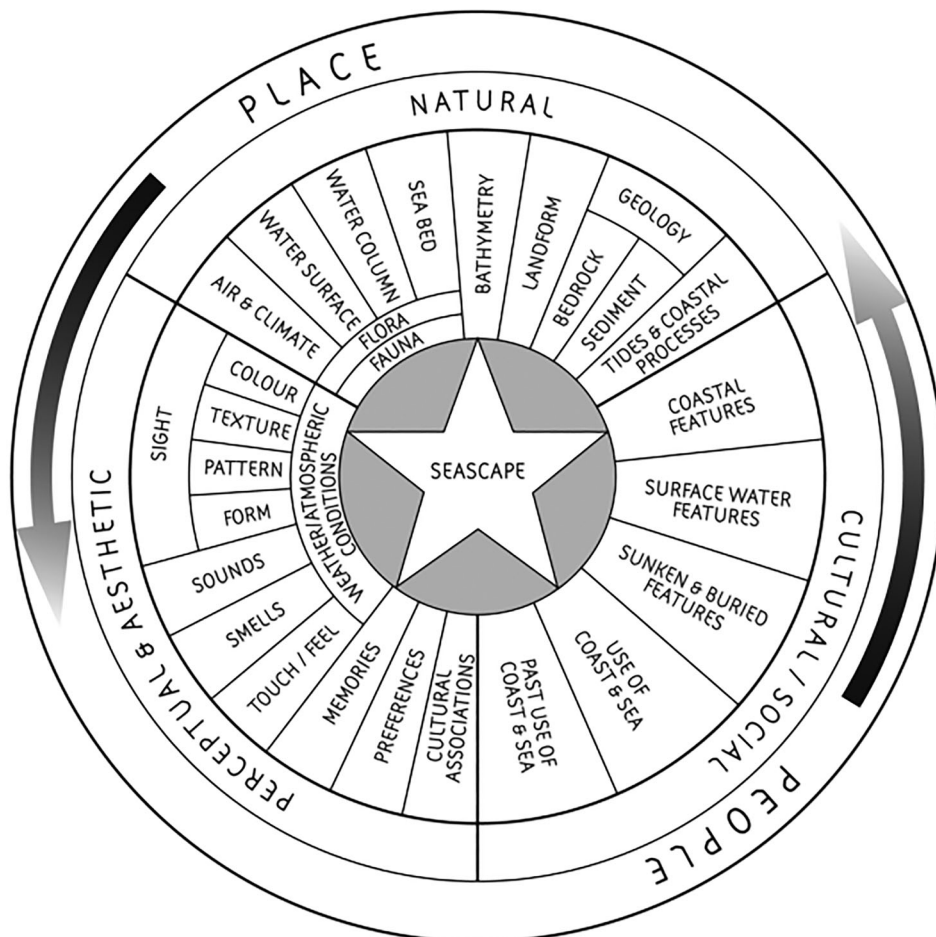 PLACE
NATURAL
AIR & CLIMATE
WATER SURFACE
WATER COLUMN
SEA BED
FLORA
FAUNA
BATHYMETRY
LANDFORM
GEOLOGY
BEDROCK
SEDIMENT
TIDES & COASTAL
PROCESSES
CULTURAL / SOCIAL
COASTAL
FEATURES
SURFACE WATER
FEATURES
SUNKEN & BURIED
FEATURES
USE OF
COAST & SEA
PAST USE OF
COAST & SEA
PEOPLE
PERCEPTUAL & AESTHETIC
CULTURAL
ASSOCIATIONS
PREFERENCES
MEMORIES
TOUCH / FEEL
SMELLS
SOUNDS
SIGHT
COLOUR
TEXTURE
PATTERN
FORM
WEATHER/ATMOSPHERIC
CONDITIONS
SEASCAPE